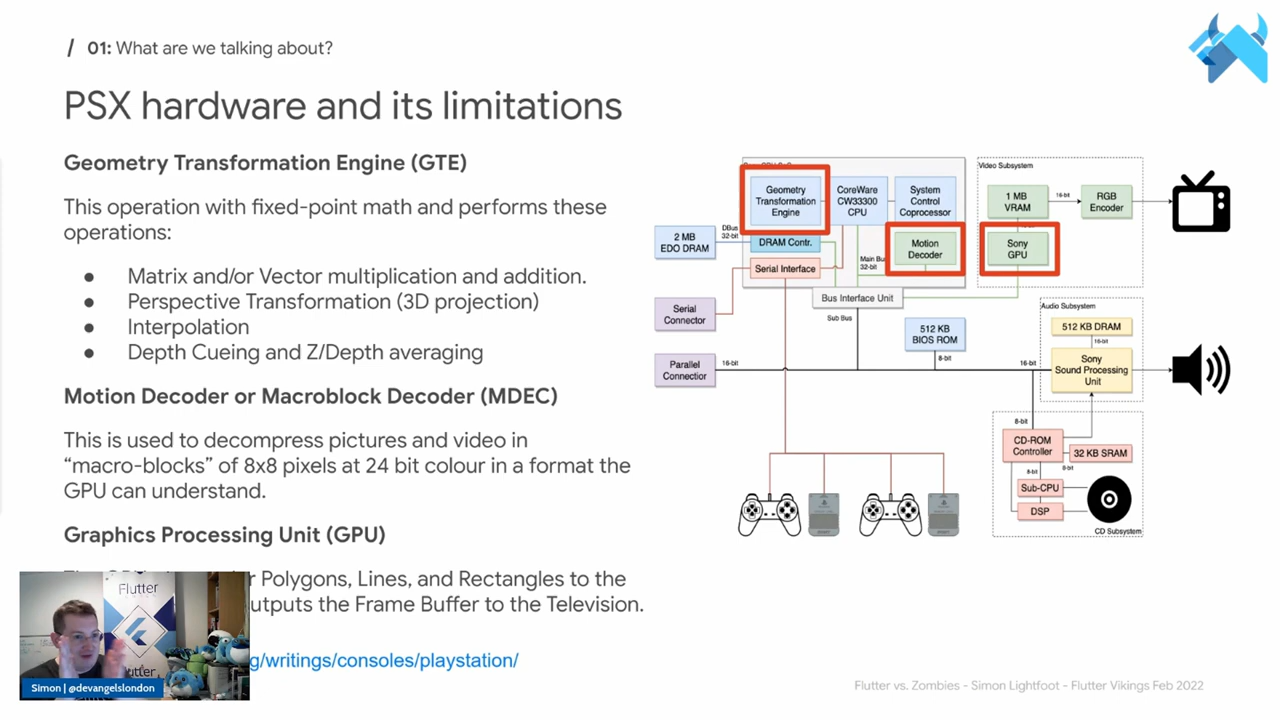 / 01: What are we talking about?
PSX hardware and its limitations
Geometry Transformation Engine (GTE)
This operation with fixed-point math and performs these
operations:
● Matrix and/or Vector multiplication and addition.
● Perspective Transformation (3D projection)
● Interpolation
● Depth Cueing and Z/Depth averaging
Motion Decoder or Macroblock Decoder (MDEC)
This is used to decompress pictures and video in
“macro-blocks” of 8x8 pixels at 24 bit colour in a format the
GPU can understand.
Graphics Processing Unit (GPU)
Polygons, Lines, and Rectangles to the
utputs the Frame Buffer to the Television.
g/writings/consoles/playstation/
Flutter
Flutter
Simon | @devangelslondon
Geometry
Transformation
Engine
CoreWare
CW33300
CPU
System
Control
Coprocessor
2 MB
EDO DRAM
DBus
32-bit
DRAM Contr.
Serial Interface
Main Bu
32-bit
Motion
Decoder
Bus Interface Unit
Sub Bus
Video Subsystem
1 MB
VRAM
16-bit
RGB
Encoder
Sony
GPU
Serial
Connector
Parallel
Connector
16-bit
512 KB
BIOS ROM
8-bit
16-bit
Audio Subsystem
512 KB DRAM
16-bit
Sony
Sound Processing
Unit
8-bit
CD-ROM
Controller
32 KB SRAM
8-bit
8-bit
Sub-CPU
DSP
CD Subsystem
Flutter vs. Zombies - Simon Lightfoot - Flutter Vikings Feb 2022